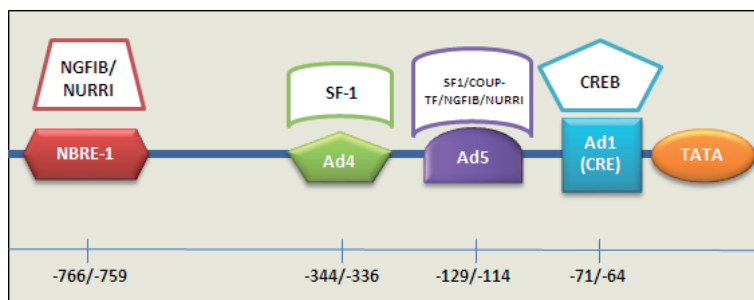 NGFIB/
NURRI
SF-1
SF1/COUP-
TF/NGFIB/NURRI
CREB
NBRE-1
Ad4
Ad5
Ad1
(CRE)
TATA
-766/-759
-344/-336
-129/-114
-71/-64